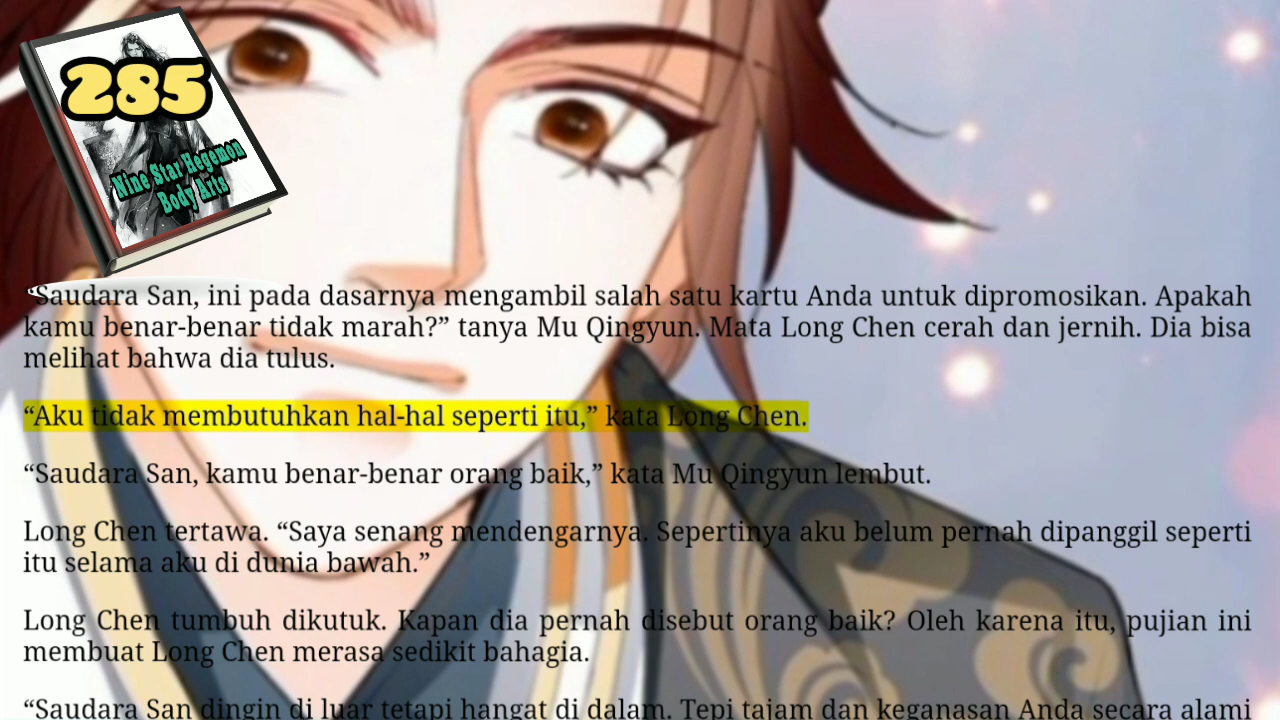 285
Nine Star Hegemon
Body Arts
“Saudara San, ini pada dasarnya mengambil salah satu kartu Anda untuk dipromosikan. Apakah
kamu benar-benar tidak marah?” tanya Mu Qingyun. Mata Long Chen cerah dan jernih. Dia bisa
melihat bahwa dia tulus.
“Aku tidak membutuhkan hal-hal seperti itu,” kata Long Chen.
“Saudara San, kamu benar-benar orang baik,” kata Mu Qingyun lembut.
Long Chen tertawa. “Saya senang mendengarnya. Sepertinya aku belum pernah dipanggil seperti
itu selama aku di dunia bawah.”
Long Chen tumbuh dikutuk. Kapan dia pernah disebut orang baik? Oleh karena itu, pujian ini
membuat Long Chen merasa sedikit bahagia.
“Saudara San dingin di luar tetapi hangat di dalam. Tepi tajam dan keganasan Anda secara alami